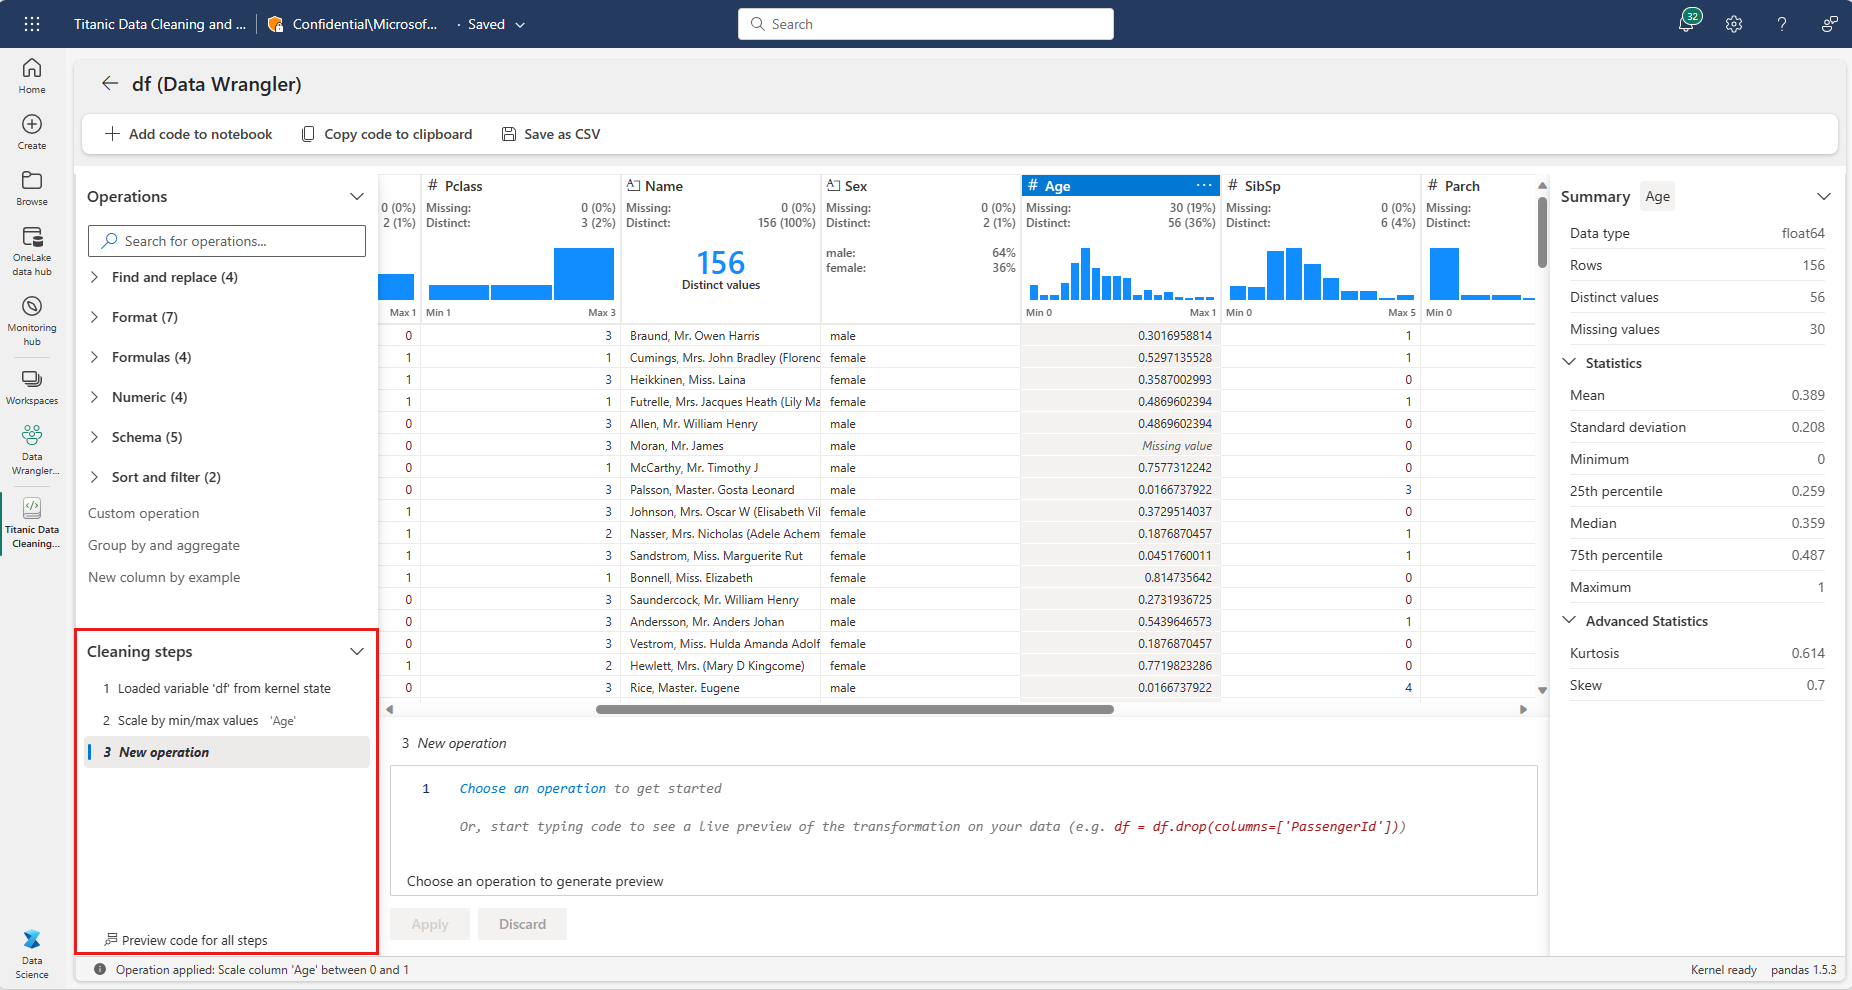 Titanic Data Cleaning and ...
Confidential\Microsof...
· Saved
Search
32
Home
Create
Browse
OneLake
data hub
Monitoring
hub
Workspaces
Data
Wrangler...
Titanic Data
Cleaning...
Data
Science
df (Data Wrangler)
Add code to notebook
Copy code to clipboard
Save as CSV
Operations
Search for operations...
Find and replace (4)
Format (7)
Formulas (4)
Numeric (4)
Schema (5)
Sort and filter (2)
Custom operation
Group by and aggregate
New column by example
Cleaning steps
1 Loaded variable 'df' from kernel state
2 Scale by min/max values 'Age'
3 New operation
Preview code for all steps
# Pclass Name Sex # Age ... # SibSp # Parch
0 (0%) Missing: 0 (0%) Missing: 0 (0%) Missing: 0 (0%) Missing: 30 (19%) Missing: 0 (0%) Missing:
2 (1%) Distinct: 3 (2%) Distinct: 156 (100%) Distinct: 2 (1%) Distinct: 56 (36%) Distinct: 6 (4%) Distinct:
male: 64%
156
female: 36%
Distinct values
Max 1 Min 1 Max 3 Min 0 Max 1 Min 0 Max 5 Min 0
0 3 Braund, Mr. Owen Harris male 0.3016958814 1
1 1 Cumings, Mrs. John Bradley (Florenc female 0.5297135528 1
1 3 Heikkinen, Miss. Laina female 0.3587002993 0
1 1 Futrelle, Mrs. Jacques Heath (Lily Ma female 0.4869602394 1
0 3 Allen, Mr. William Henry male 0.4869602394 0
0 3 Moran, Mr. James male Missing value 0
0 1 McCarthy, Mr. Timothy J male 0.7577312242 0
0 3 Palsson, Master. Gosta Leonard male 0.0166737922 3
1 3 Johnson, Mrs. Oscar W (Elisabeth Vil female 0.3729514037 0
1 2 Nasser, Mrs. Nicholas (Adele Achem female 0.1876870457 1
1 3 Sandstrom, Miss. Marguerite Rut female 0.0451760011 1
1 1 Bonnell, Miss. Elizabeth female 0.814735642 0
0 3 Saundercock, Mr. William Henry male 0.2731936725 0
0 3 Andersson, Mr. Anders Johan male 0.5439646573 1
0 3 Vestrom, Miss. Hulda Amanda Adolf female 0.1876870457 0
1 2 Hewlett, Mrs. (Mary D Kingcome) female 0.7719823286 0
0 3 Rice, Master. Eugene male 0.0166737922 4
3 New operation
1 Choose an operation to get started
Or, start typing code to see a live preview of the transformation on your data (e.g. df = df.drop(columns=['PassengerId']))
Choose an operation to generate preview
Apply
Discard
Summary Age
Data type float64
Rows 156
Distinct values 56
Missing values 30
Statistics
Mean 0.389
Standard deviation 0.208
Minimum 0
25th percentile 0.259
Median 0.359
75th percentile 0.487
Maximum 1
Advanced Statistics
Kurtosis 0.614
Skew 0.7
Operation applied: Scale column 'Age' between 0 and 1
Kernel ready pandas 1.5.3